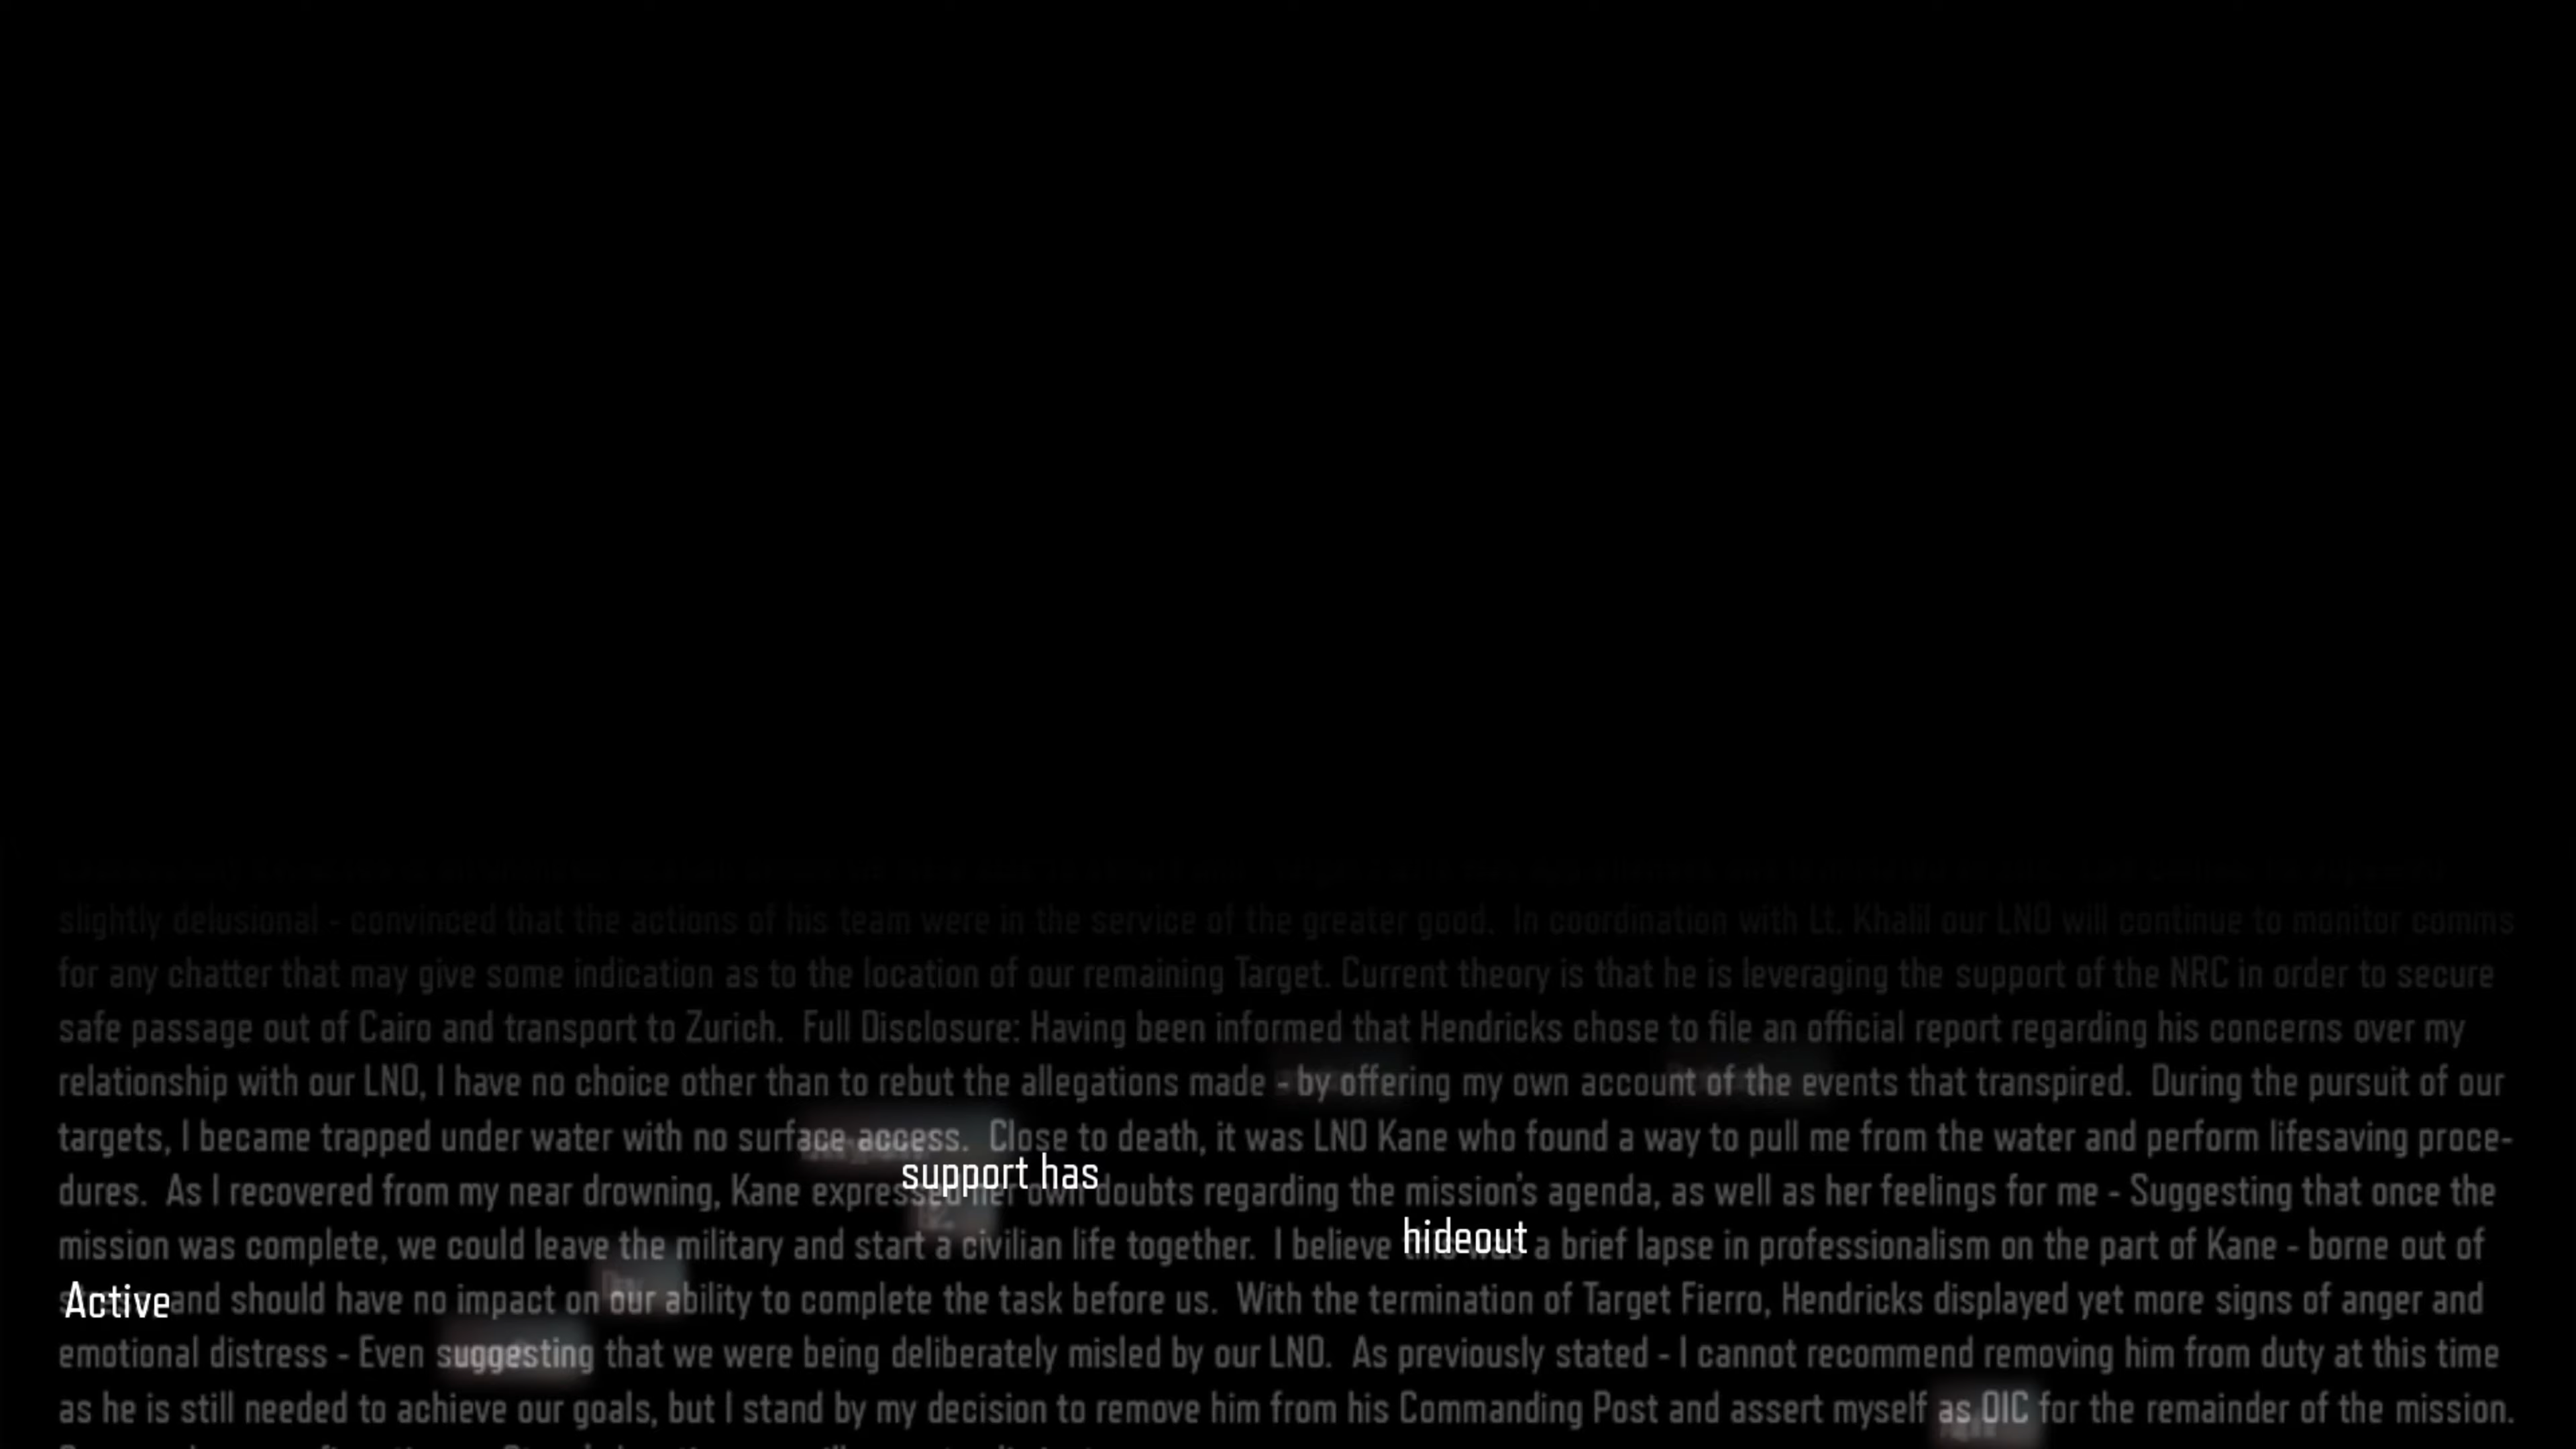 slightly delusional - convinced that the actions of his team were in the service of the greater good.  In coordination with Lt. Khalil our LNO will continue to monitor comms
for any chatter that may give some indication as to the location of our remaining Target. Current theory is that he is leveraging the support of the NRC in order to secure
safe passage out of Cairo and transport to Zurich.  Full Disclosure: Having been informed that Hendricks chose to file an official report regarding his concerns over my
relationship with our LNO, I have no choice other than to rebut the allegations made - by offering my own account of the events that transpired.  During the pursuit of our
targets, I became trapped under water with no surface access.  Close to death, it was LNO Kane who found a way to pull me from the water and perform lifesaving proce-
support has
dures.  As I recovered from my near drowning, Kane own doubts regarding the mission's agenda, as well as her feelings for me - Suggesting that once the
hideout
mission was complete, we could leave the military and start a civilian life together.  I believe a brief lapse in professionalism on the part of Kane - borne out of
Active
and should have no impact on our ability to complete the task before us.  With the termination of Target Fierro, Hendricks displayed yet more signs of anger and
emotional distress - Even suggesting that we were being deliberately misled by our LNO.  As previously stated - I cannot recommend removing him from duty at this time
as he is still needed to achieve our goals, but I stand by my decision to remove him from his Commanding Post and assert myself as OIC for the remainder of the mission.